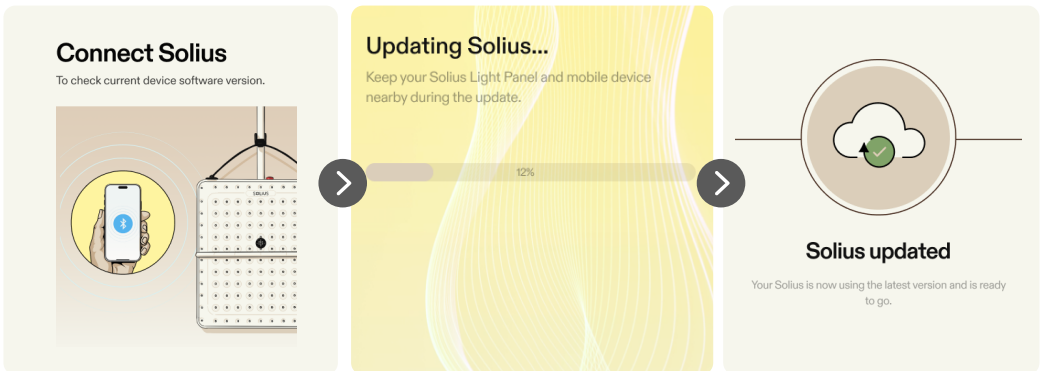 Connect Solius
To check current device software version.
SOLIUS
Updating Solius...
Keep your Solius Light Panel and mobile device
nearby during the update.
12%
Solius updated
Your Solius is now using the latest version and is ready
to go.